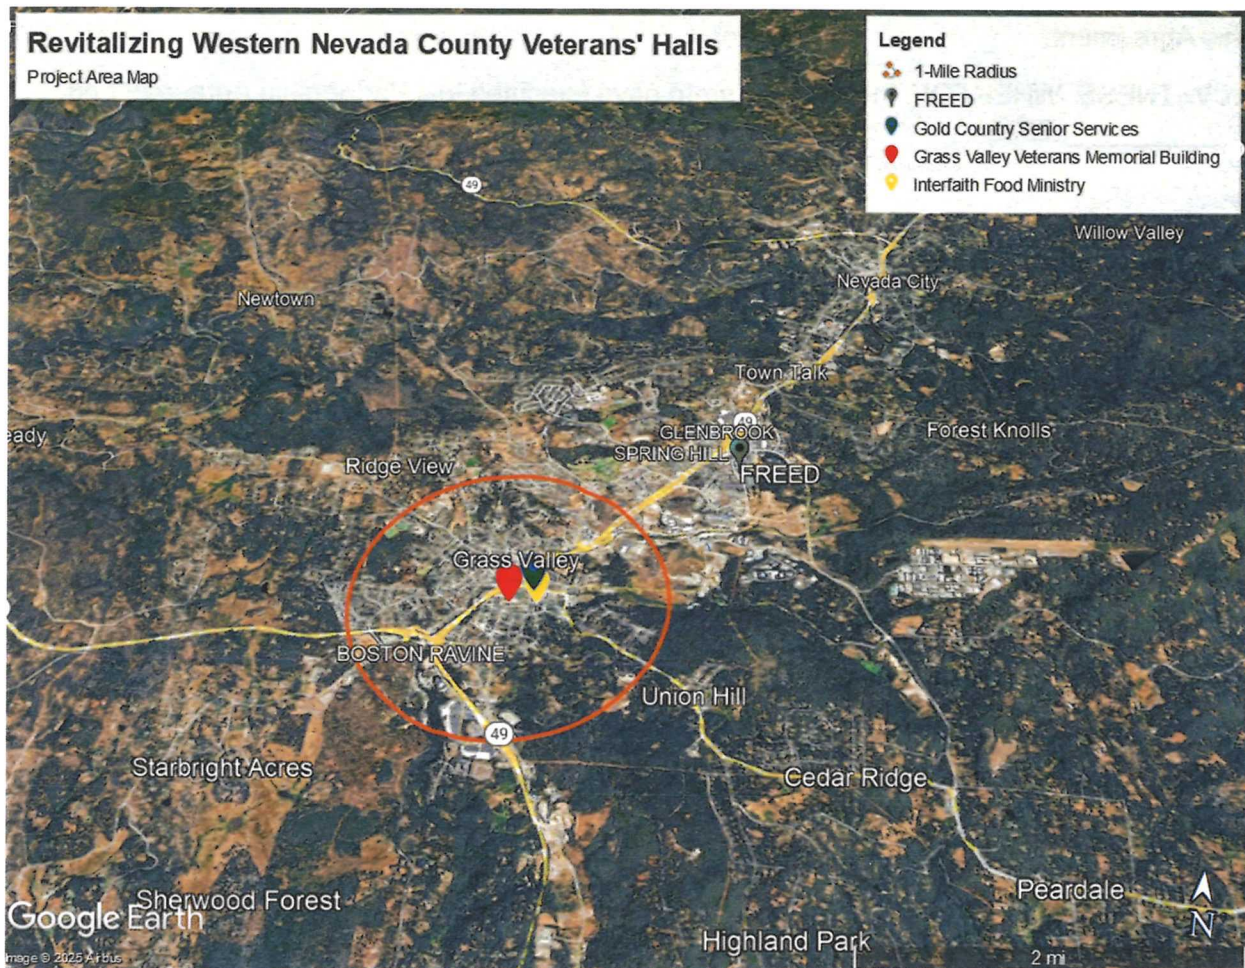 Revitalizing Western Nevada County Veterans' Halls
Project Area Map
Legend
1-Mile Radius
FREED
Gold Country Senior Services
Grass Valley Veterans Memorial Building
Interfaith Food Ministry
49
Willow Valley
Nevada City
Newtown
Town Talk
49
GLENBROOK
Forest Knolls
eady
SPRING HILL
Ridge View
FREED
Grass Valley
BOSTON RAVINE
Union Hill
49
Starbright Acres
Cedar Ridge
Peardale
Sherwood Forest
Google Earth
N
Highland Park
2 mi
mage © 2025 Airbus